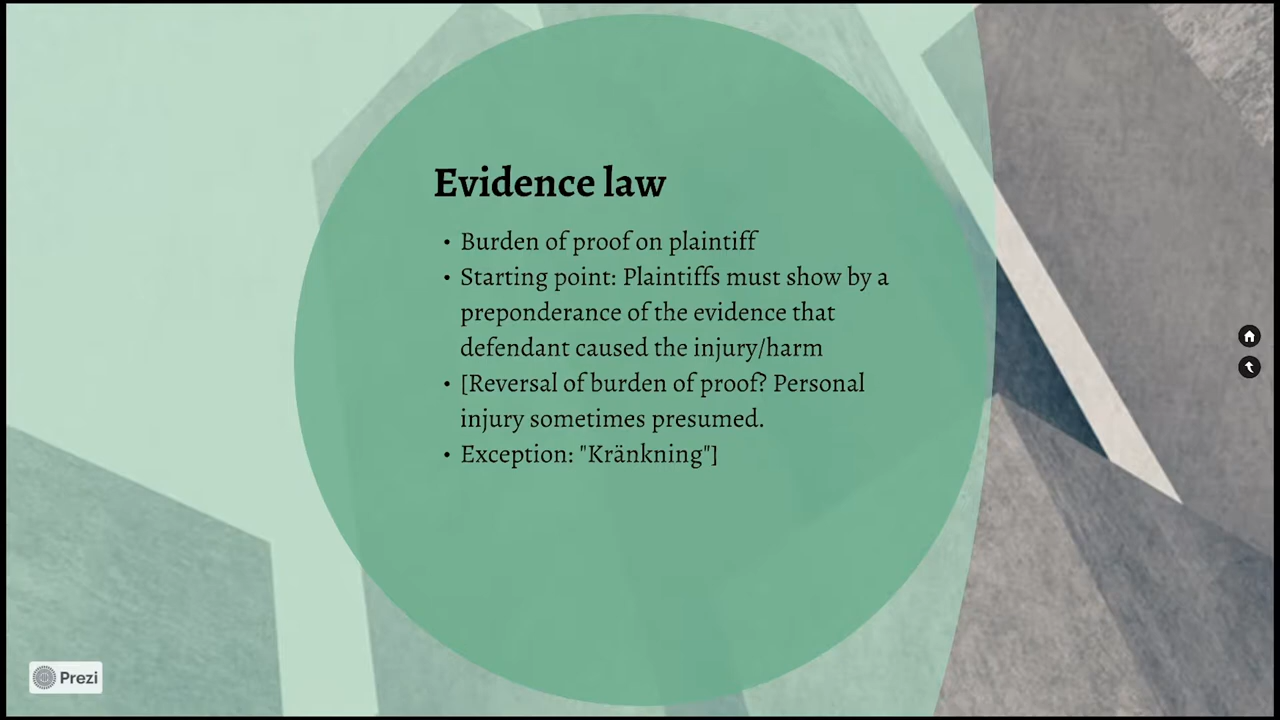 Evidence law
• Burden of proof on plaintiff
• Starting point: Plaintiffs must show by a
preponderance of the evidence that
defendant caused the injury/harm
• [Reversal of burden of proof? Personal
injury sometimes presumed.
• Exception: "Kränkning"]
Prezi